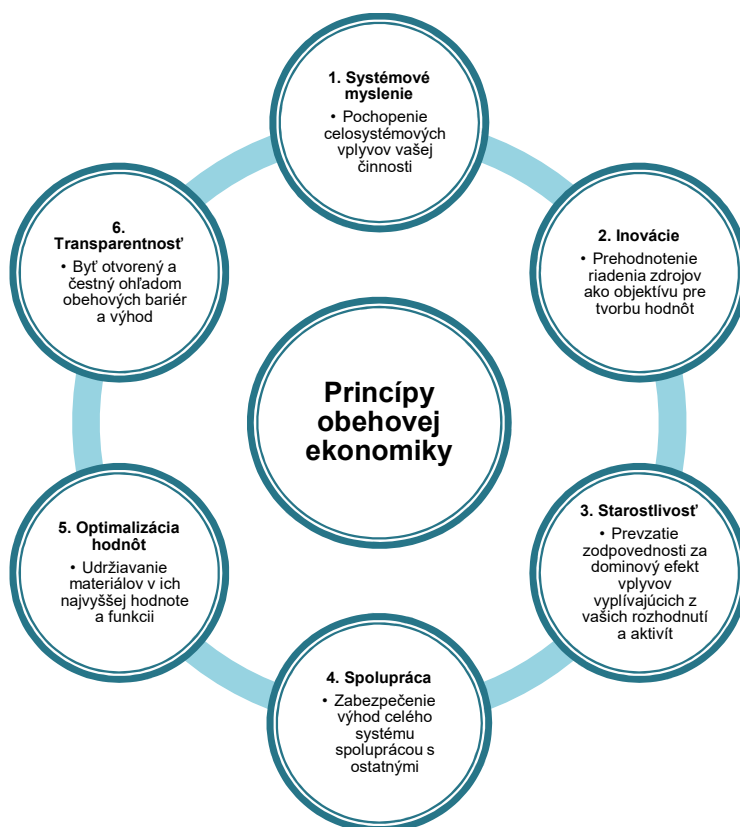 1. Systémové
myslenie
• Pochopenie
celosystémových
vplyvov vašej
činnosti
2. Inovácie
• Prehodnotenie
riadenia zdrojov
ako objektívu pre
tvorbu hodnôt
3. Starostlivosť
• Prevzatie
zodpovednosti za
dominový efekt
vplyvov
vyplívajúcich z
vašich rozhodnutí
a aktivít
4. Spolupráca
• Zabezpečenie
výhod celého
systému
spoluprácou s
ostatnými
5. Optimalizácia
hodnôt
• Udržiavanie
materiálov v ich
najvyššej hodnote
a funkcii
6.
Transparentnosť
• Byť otvorený a
čestný ohľadom
obehových bariér
a výhod
Princípy
obehovej
ekonomiky